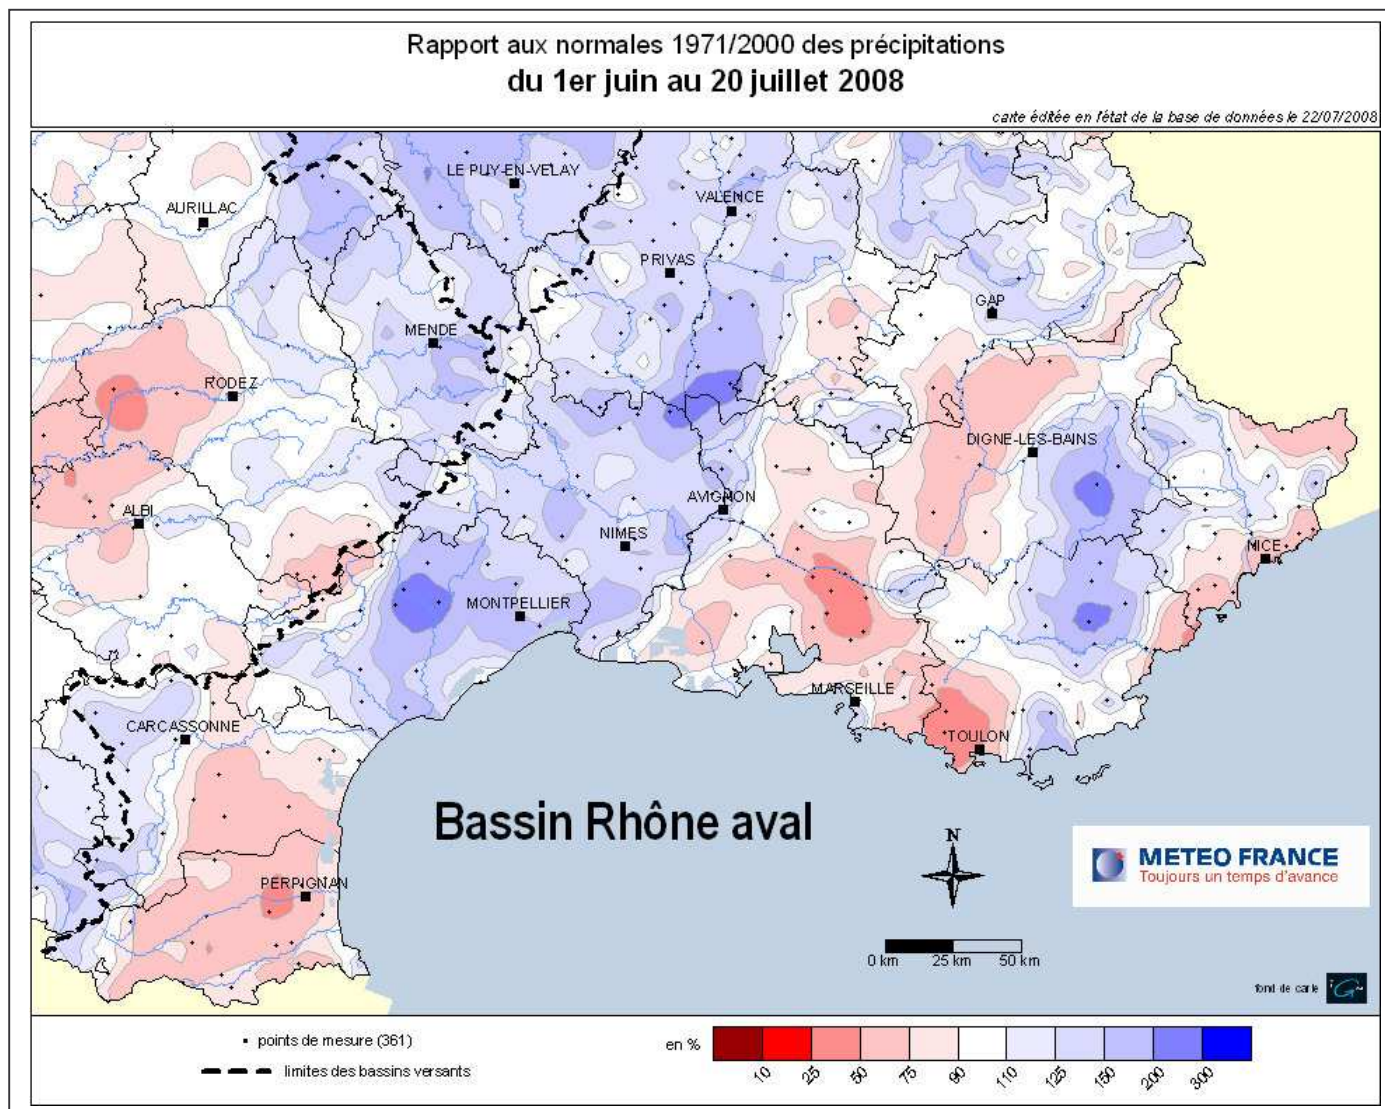 Rapport aux normales 1971/2000 des précipitations
du 1er juin au 20 juillet 2008
carte éditée en l'état de la base de données le 22/07/2008
LE PUY-EN-VELAY
AURILLAC
VALENCE
PRIVAS
GAP
MENDE
RODEZ
DIGNE-LES-BAINS
AVIGNON
ALBI
NIMES
NICE
MONTPELLIER
MARSEILLE
CARCASSONNE
TOULON
Bassin Rhône aval
N
METEO FRANCE
Toujours un temps d'avance
PERPIGNAN
0 km 25 km 50 km
fond de carte
points de mesure (361)
en %
limites des bassins versants
10 25 50 75 90 110 125 150 200 300